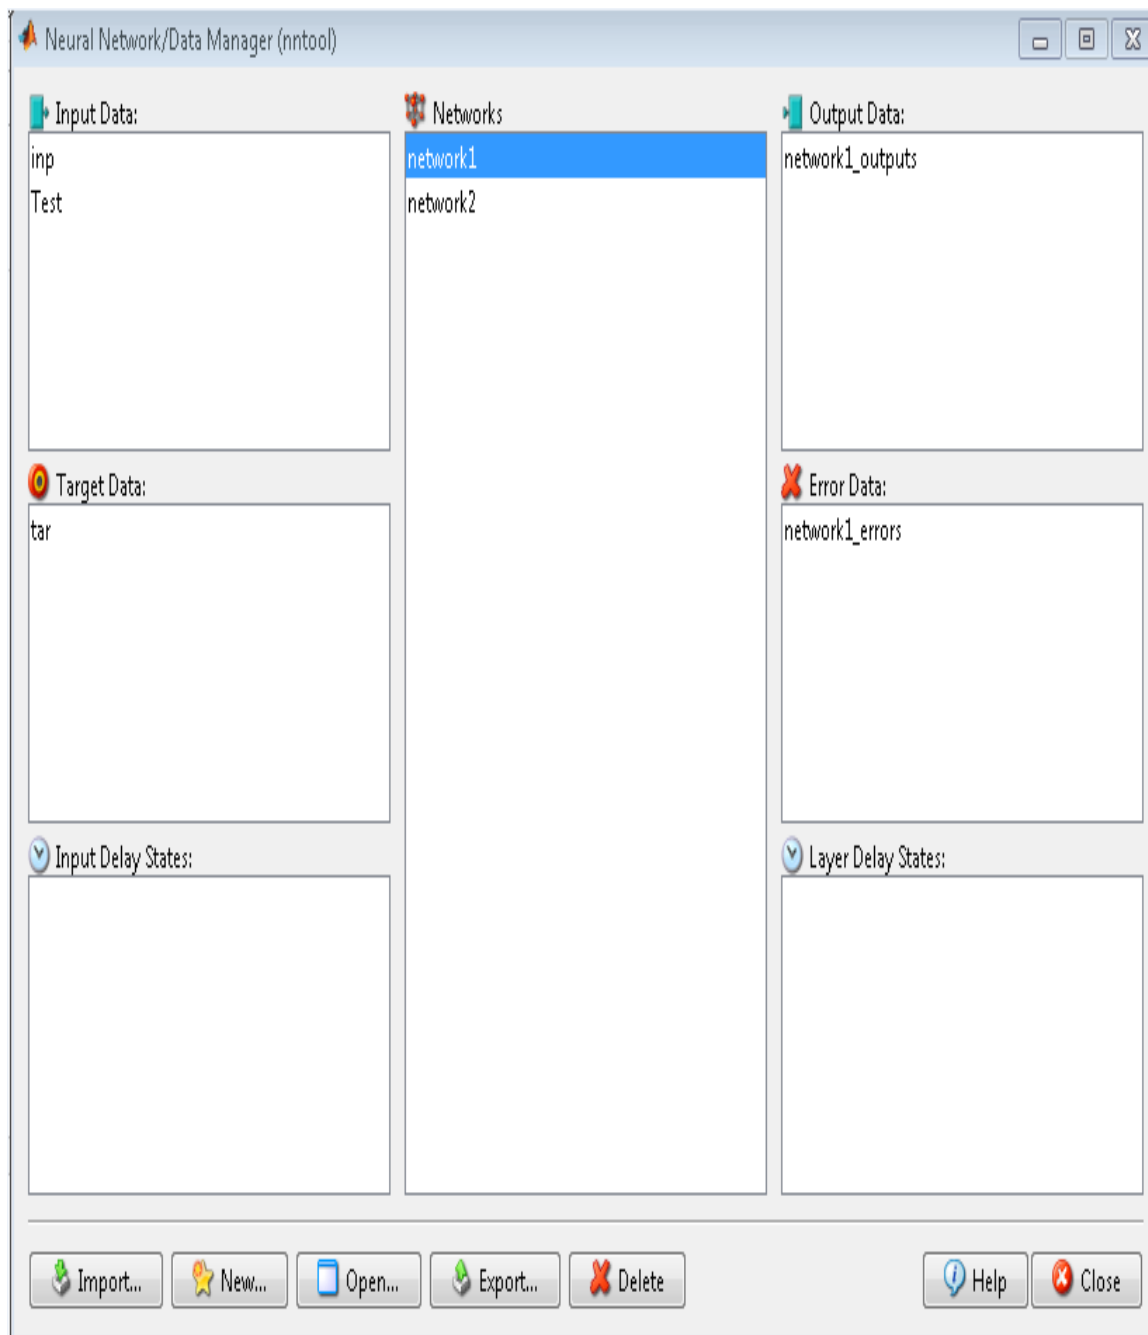 Neural Network/Data Manager (nntool)
Input Data:
inp
Test
Networks
network1
network2
Output Data:
network1_outputs
Target Data:
tar
Error Data:
network1_errors
Input Delay States:
Layer Delay States:
Import...
New...
Open...
Export...
Delete
Help
Close